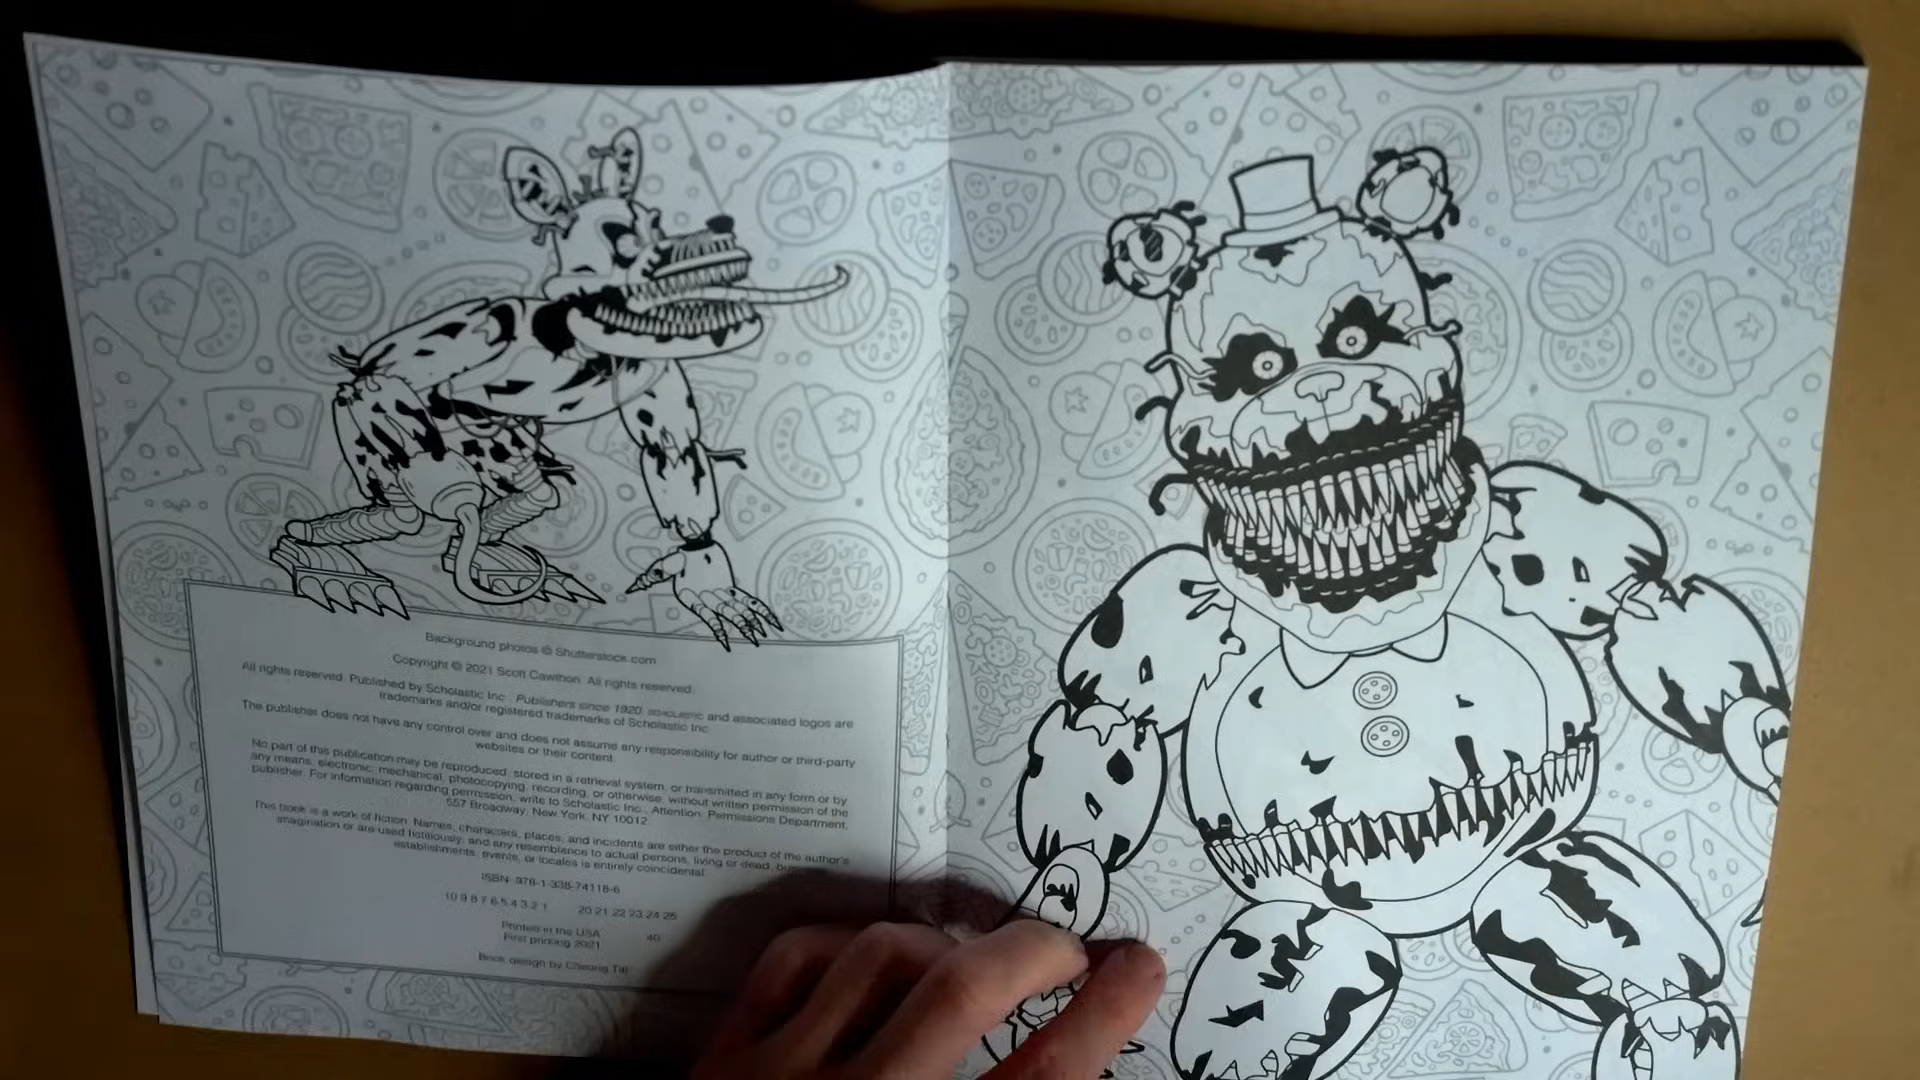 Background photos © Shutterstock.com
Copyright © 2021 Scott Cawthon. All rights reserved.
All rights reserved. Published by Scholastic Inc., Publishers since 1920. SCHOLASTIC and associated logos are
trademarks and/or registered trademarks of Scholastic Inc.
The publisher does not have any control over and does not assume any responsibility for author or third-party
websites or their content.
No part of this publication may be reproduced, stored in a retrieval system, or transmitted in any form or by
any means, electronic, mechanical, photocopying, recording, or otherwise, without written permission of the
publisher. For information regarding permission, write to Scholastic Inc., Attention: Permissions Department,
557 Broadway, New York, NY 10012.
This book is a work of fiction. Names, characters, places, and incidents are either the product of the author's
imagination or are used fictitiously, and any resemblance to actual persons, living or dead,
establishments, events, or locales is entirely coincidental.
ISBN: 978-1-338-74118-6
10 9 8 7 6 5 4 3 2 1 20 21 22 23 24 25
Printed in the USA 40
First printing 2021
Book design by Cheung Tai